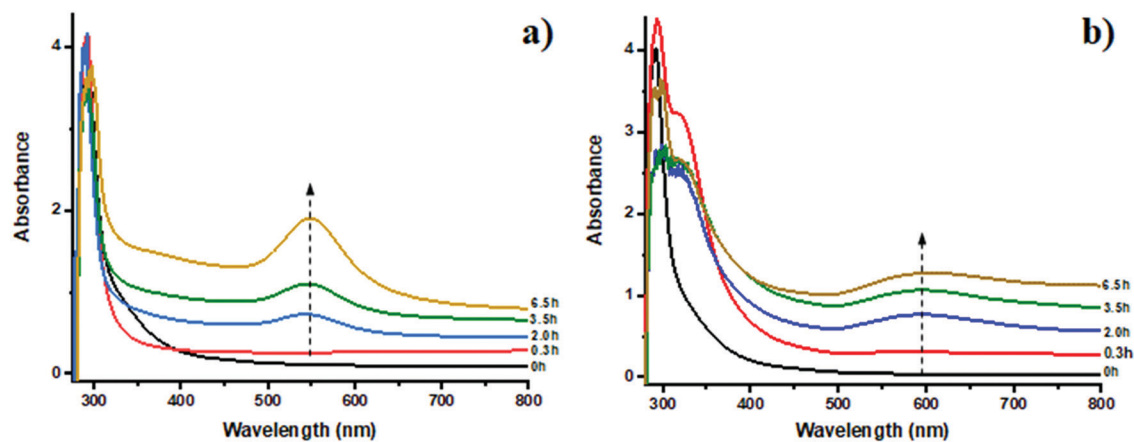 a)
Absorbance
4
2
0
6.5h
3.5h
2.0h
0.3h
0h
300 400 500 600 700 800
Wavelength (nm)
b)
Absorbance
4
3
2
1
0
6.5h
3.5h
2.0h
0.3h
0h
300 400 500 600 700 800
Wavelength (nm)